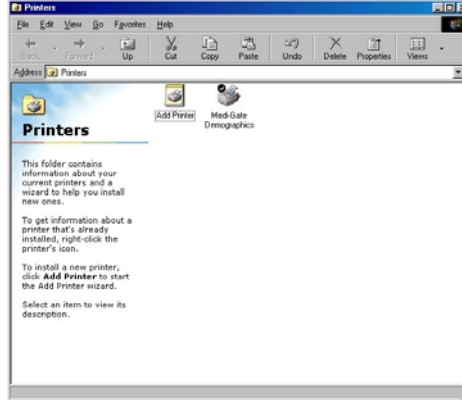 Printers
File Edit View Go Favorites Help
Back Forward Up Cut Copy Paste Undo Delete Properties Views
Address Printers
Add Printer
Medi-Gate
Demographics
Printers
This folder contains
information about your
current printers and a
wizard to help you install
new ones.
To get information about a
printer that's already
installed, right-click the
printer's icon.
To install a new printer,
click Add Printer to start
the Add Printer wizard.
Select an item to view its
description.